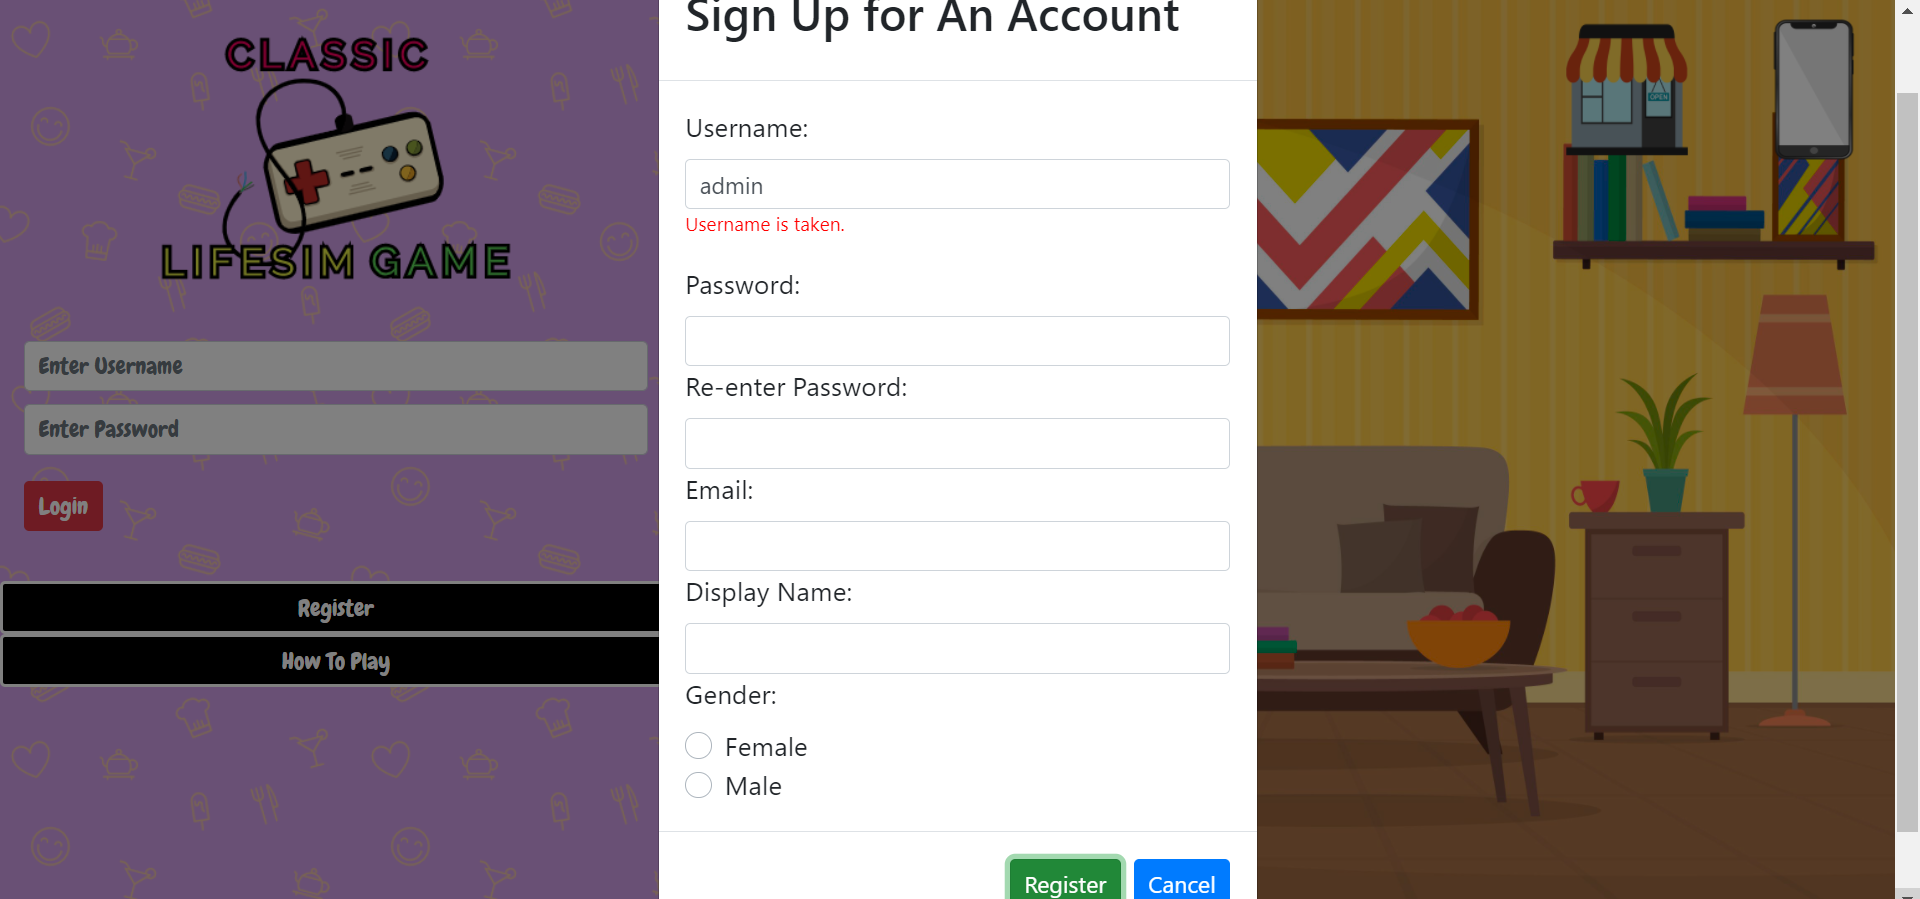 CLASSIC
LIFESIM GAME
Enter Username
Enter Password
Login
Register
How To Play
Sign Up for An Account
Username:
admin
Username is taken.
Password:
Re-enter Password:
Email:
Display Name:
Gender:
Female
Male
Register Cancel
OPEN